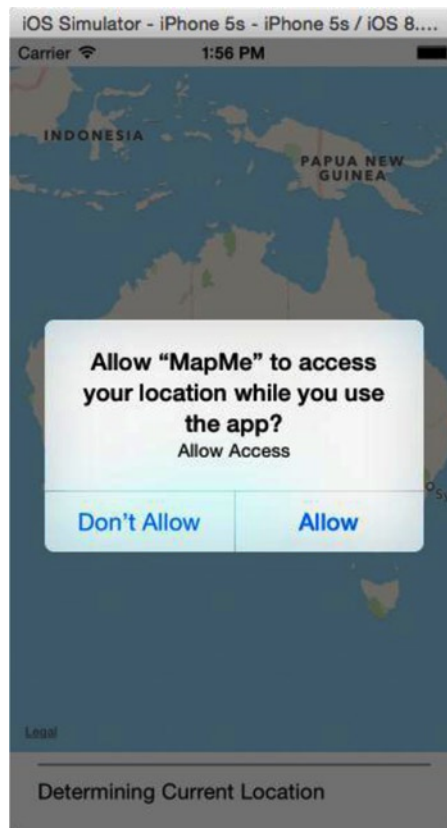 iOS Simulator - iPhone 5s - iPhone 5s / iOS 8....
Carrier 1:56 PM
INDONESIA
PAPUA NEW
GUINEA
Allow “MapMe” to access
your location while you use
the app?
Allow Access
Don’t Allow Allow
Legal
Determining Current Location